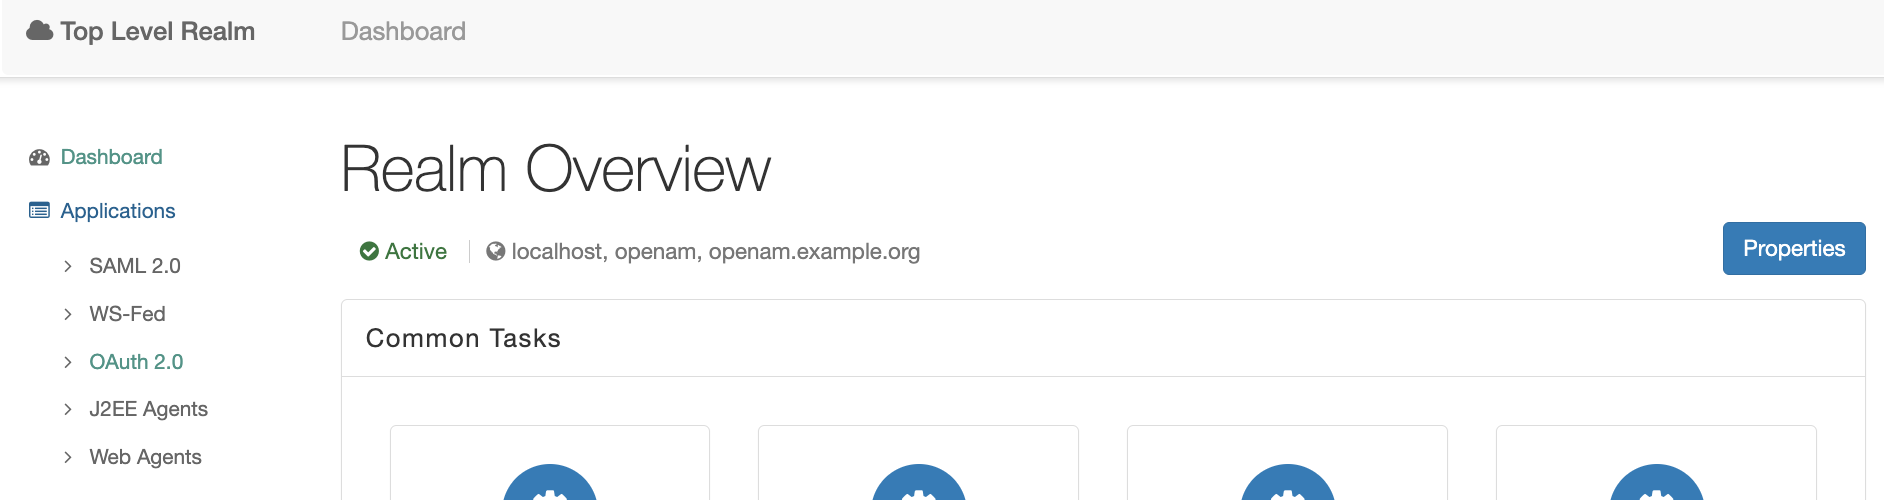 Top Level Realm
Dashboard
Dashboard
Applications
SAML 2.0
WS-Fed
OAuth 2.0
J2EE Agents
Web Agents
Realm Overview
Active
localhost, openam, openam.example.org
Properties
Common Tasks